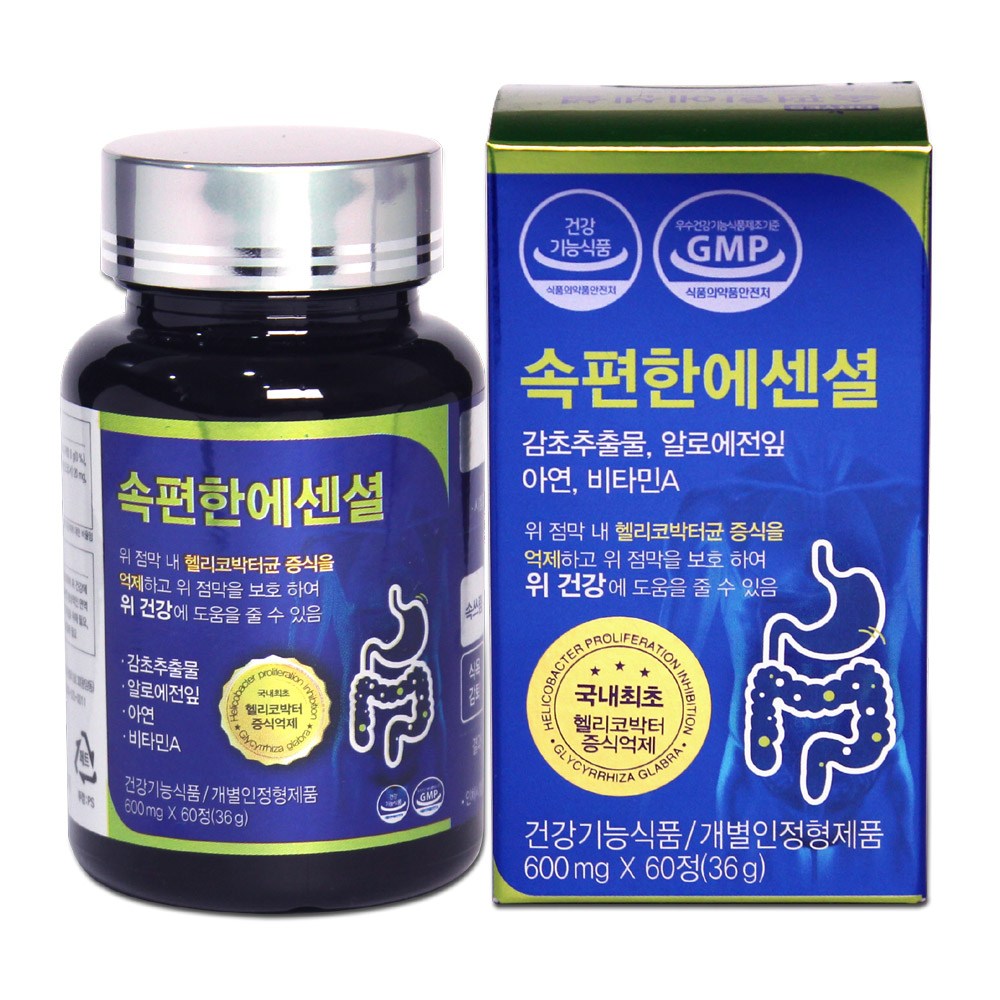 속편한에센셜
위 점막 내 헬리코박터균 증식을
억제하고 위 점막을 보호 하여
위 건강에 도움을 줄 수 있음
· 감초추출물
· 알로에전잎
· 아연
· 비타민A
Helicobacter proliferation inhibition
국내최초
헬리코박터
증식억제
Glycyrrhiza glabra
건강기능식품/개별인정형제품
600mg X 60정(36g)
건강
기능식품
GMP
건강
기능식품
식품의약품안전처
우수건강기능식품제조기준
GMP
식품의약품안전처
속편한에센셜
감초추출물, 알로에전잎
아연, 비타민A
위 점막 내 헬리코박터균 증식을
억제하고 위 점막을 보호 하여
위 건강에 도움을 줄 수 있음
HELICOBACTER PROLIFERATION INHIBITION
국내최초
헬리코박터
증식억제
GLYCYRRHIZA GLABRA
건강기능식품/개별인정형제품
600mg X 60정(36g)